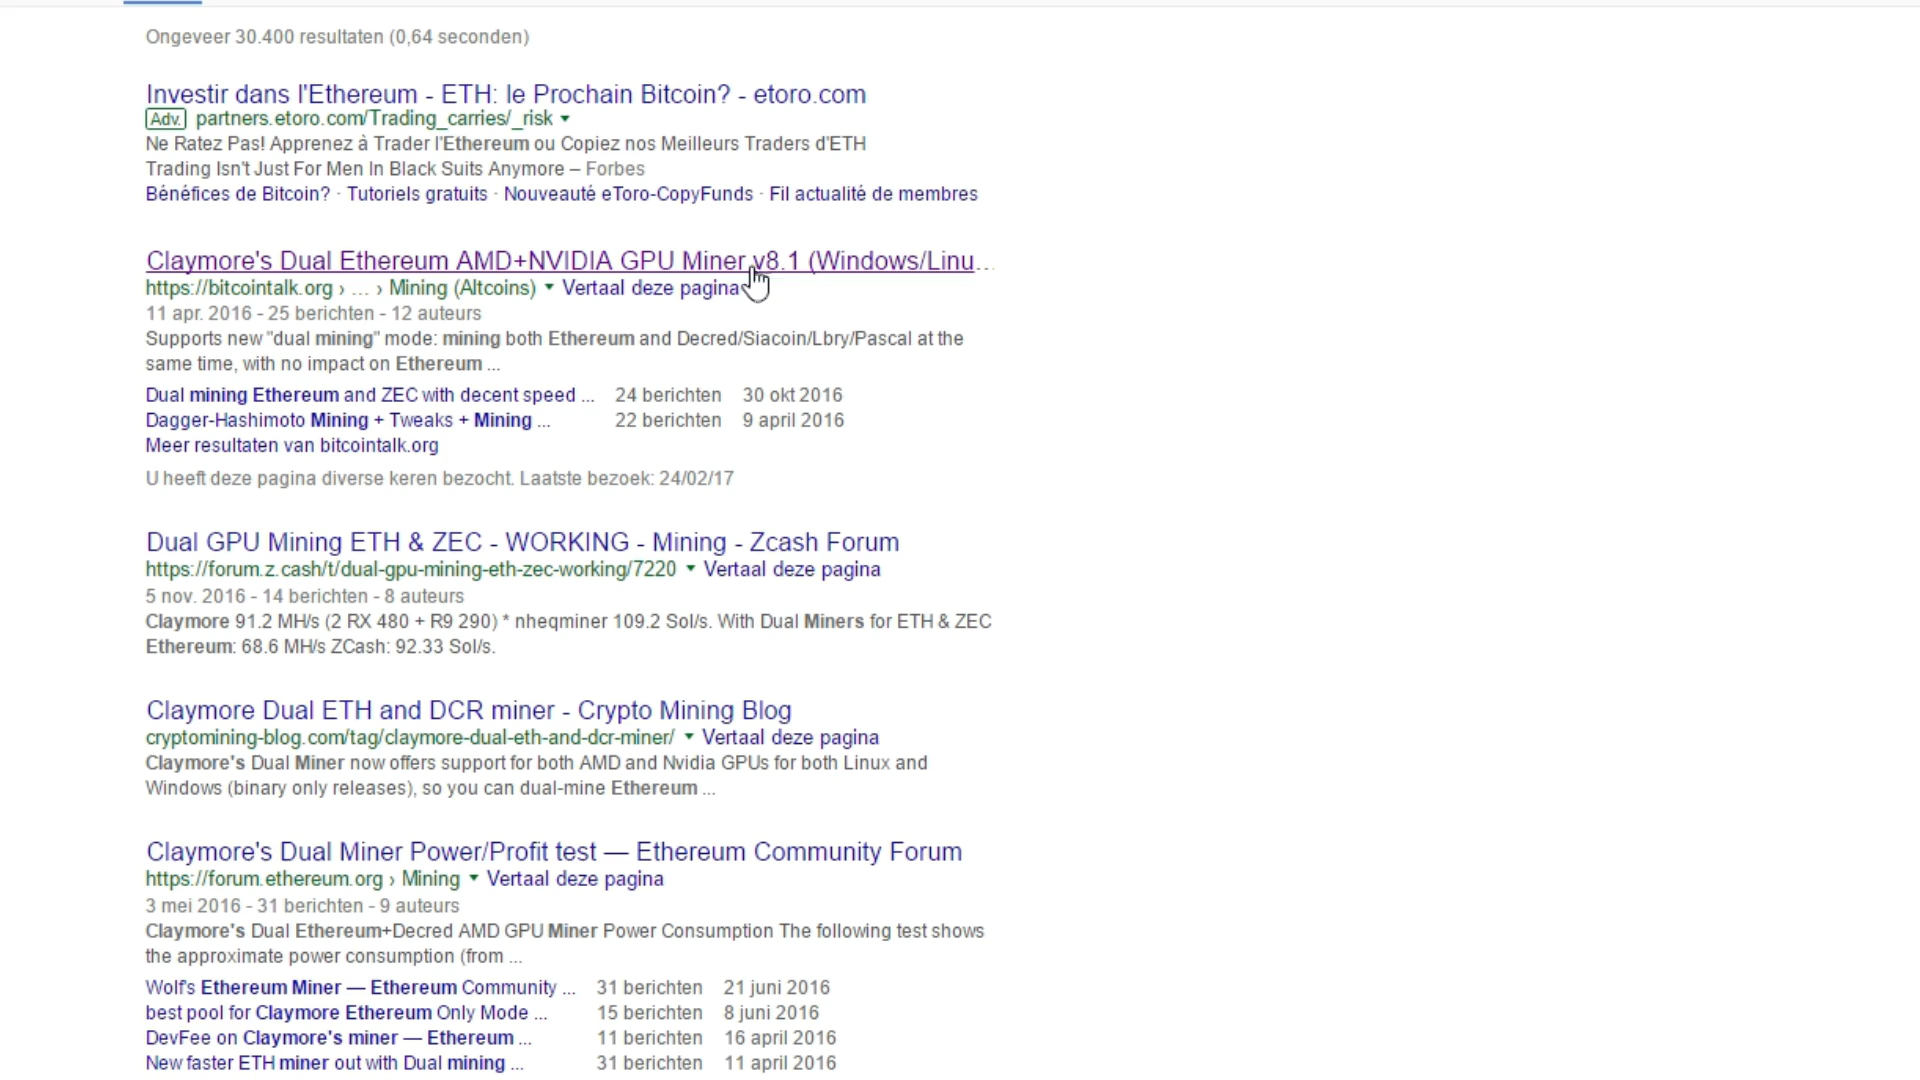 Ongeveer 30.400 resultaten (0,64 seconden)
Investir dans l'Ethereum - ETH: le Prochain Bitcoin? - etoro.com
Adv. partners.etoro.com/Trading_carries/_risk
Ne Ratez Pas! Apprenez à Trader l'Ethereum ou Copiez nos Meilleurs Traders d'ETH
Trading Isn't Just For Men In Black Suits Anymore – Forbes
Bénéfices de Bitcoin? · Tutoriels gratuits · Nouveauté eToro-CopyFunds · Fil actualité de membres
Claymore's Dual Ethereum AMD+NVIDIA GPU Miner v8.1 (Windows/Linu...
https://bitcointalk.org › ... › Mining (Altcoins) Vertaal deze pagina
11 apr. 2016 - 25 berichten - 12 auteurs
Supports new "dual mining" mode: mining both Ethereum and Decred/Siacoin/Lbry/Pascal at the
same time, with no impact on Ethereum ...
Dual mining Ethereum and ZEC with decent speed ... 24 berichten 30 okt 2016
Dagger-Hashimoto Mining + Tweaks + Mining ... 22 berichten 9 april 2016
Meer resultaten van bitcointalk.org
U heeft deze pagina diverse keren bezocht. Laatste bezoek: 24/02/17
Dual GPU Mining ETH & ZEC - WORKING - Mining - Zcash Forum
https://forum.z.cash/t/dual-gpu-mining-eth-zec-working/7220 Vertaal deze pagina
5 nov. 2016 - 14 berichten - 8 auteurs
Claymore 91.2 MH/s (2 RX 480 + R9 290) * nheqminer 109.2 Sol/s. With Dual Miners for ETH & ZEC
Ethereum: 68.6 MH/s ZCash: 92.33 Sol/s.
Claymore Dual ETH and DCR miner - Crypto Mining Blog
cryptomining-blog.com/tag/claymore-dual-eth-and-dcr-miner/ Vertaal deze pagina
Claymore's Dual Miner now offers support for both AMD and Nvidia GPUs for both Linux and
Windows (binary only releases), so you can dual-mine Ethereum ...
Claymore's Dual Miner Power/Profit test — Ethereum Community Forum
https://forum.ethereum.org › Mining Vertaal deze pagina
3 mei 2016 - 31 berichten - 9 auteurs
Claymore's Dual Ethereum+Decred AMD GPU Miner Power Consumption The following test shows
the approximate power consumption (from ...
Wolf's Ethereum Miner — Ethereum Community ... 31 berichten 21 juni 2016
best pool for Claymore Ethereum Only Mode ... 15 berichten 8 juni 2016
DevFee on Claymore's miner — Ethereum ... 11 berichten 16 april 2016
New faster ETH miner out with Dual mining ... 31 berichten 11 april 2016